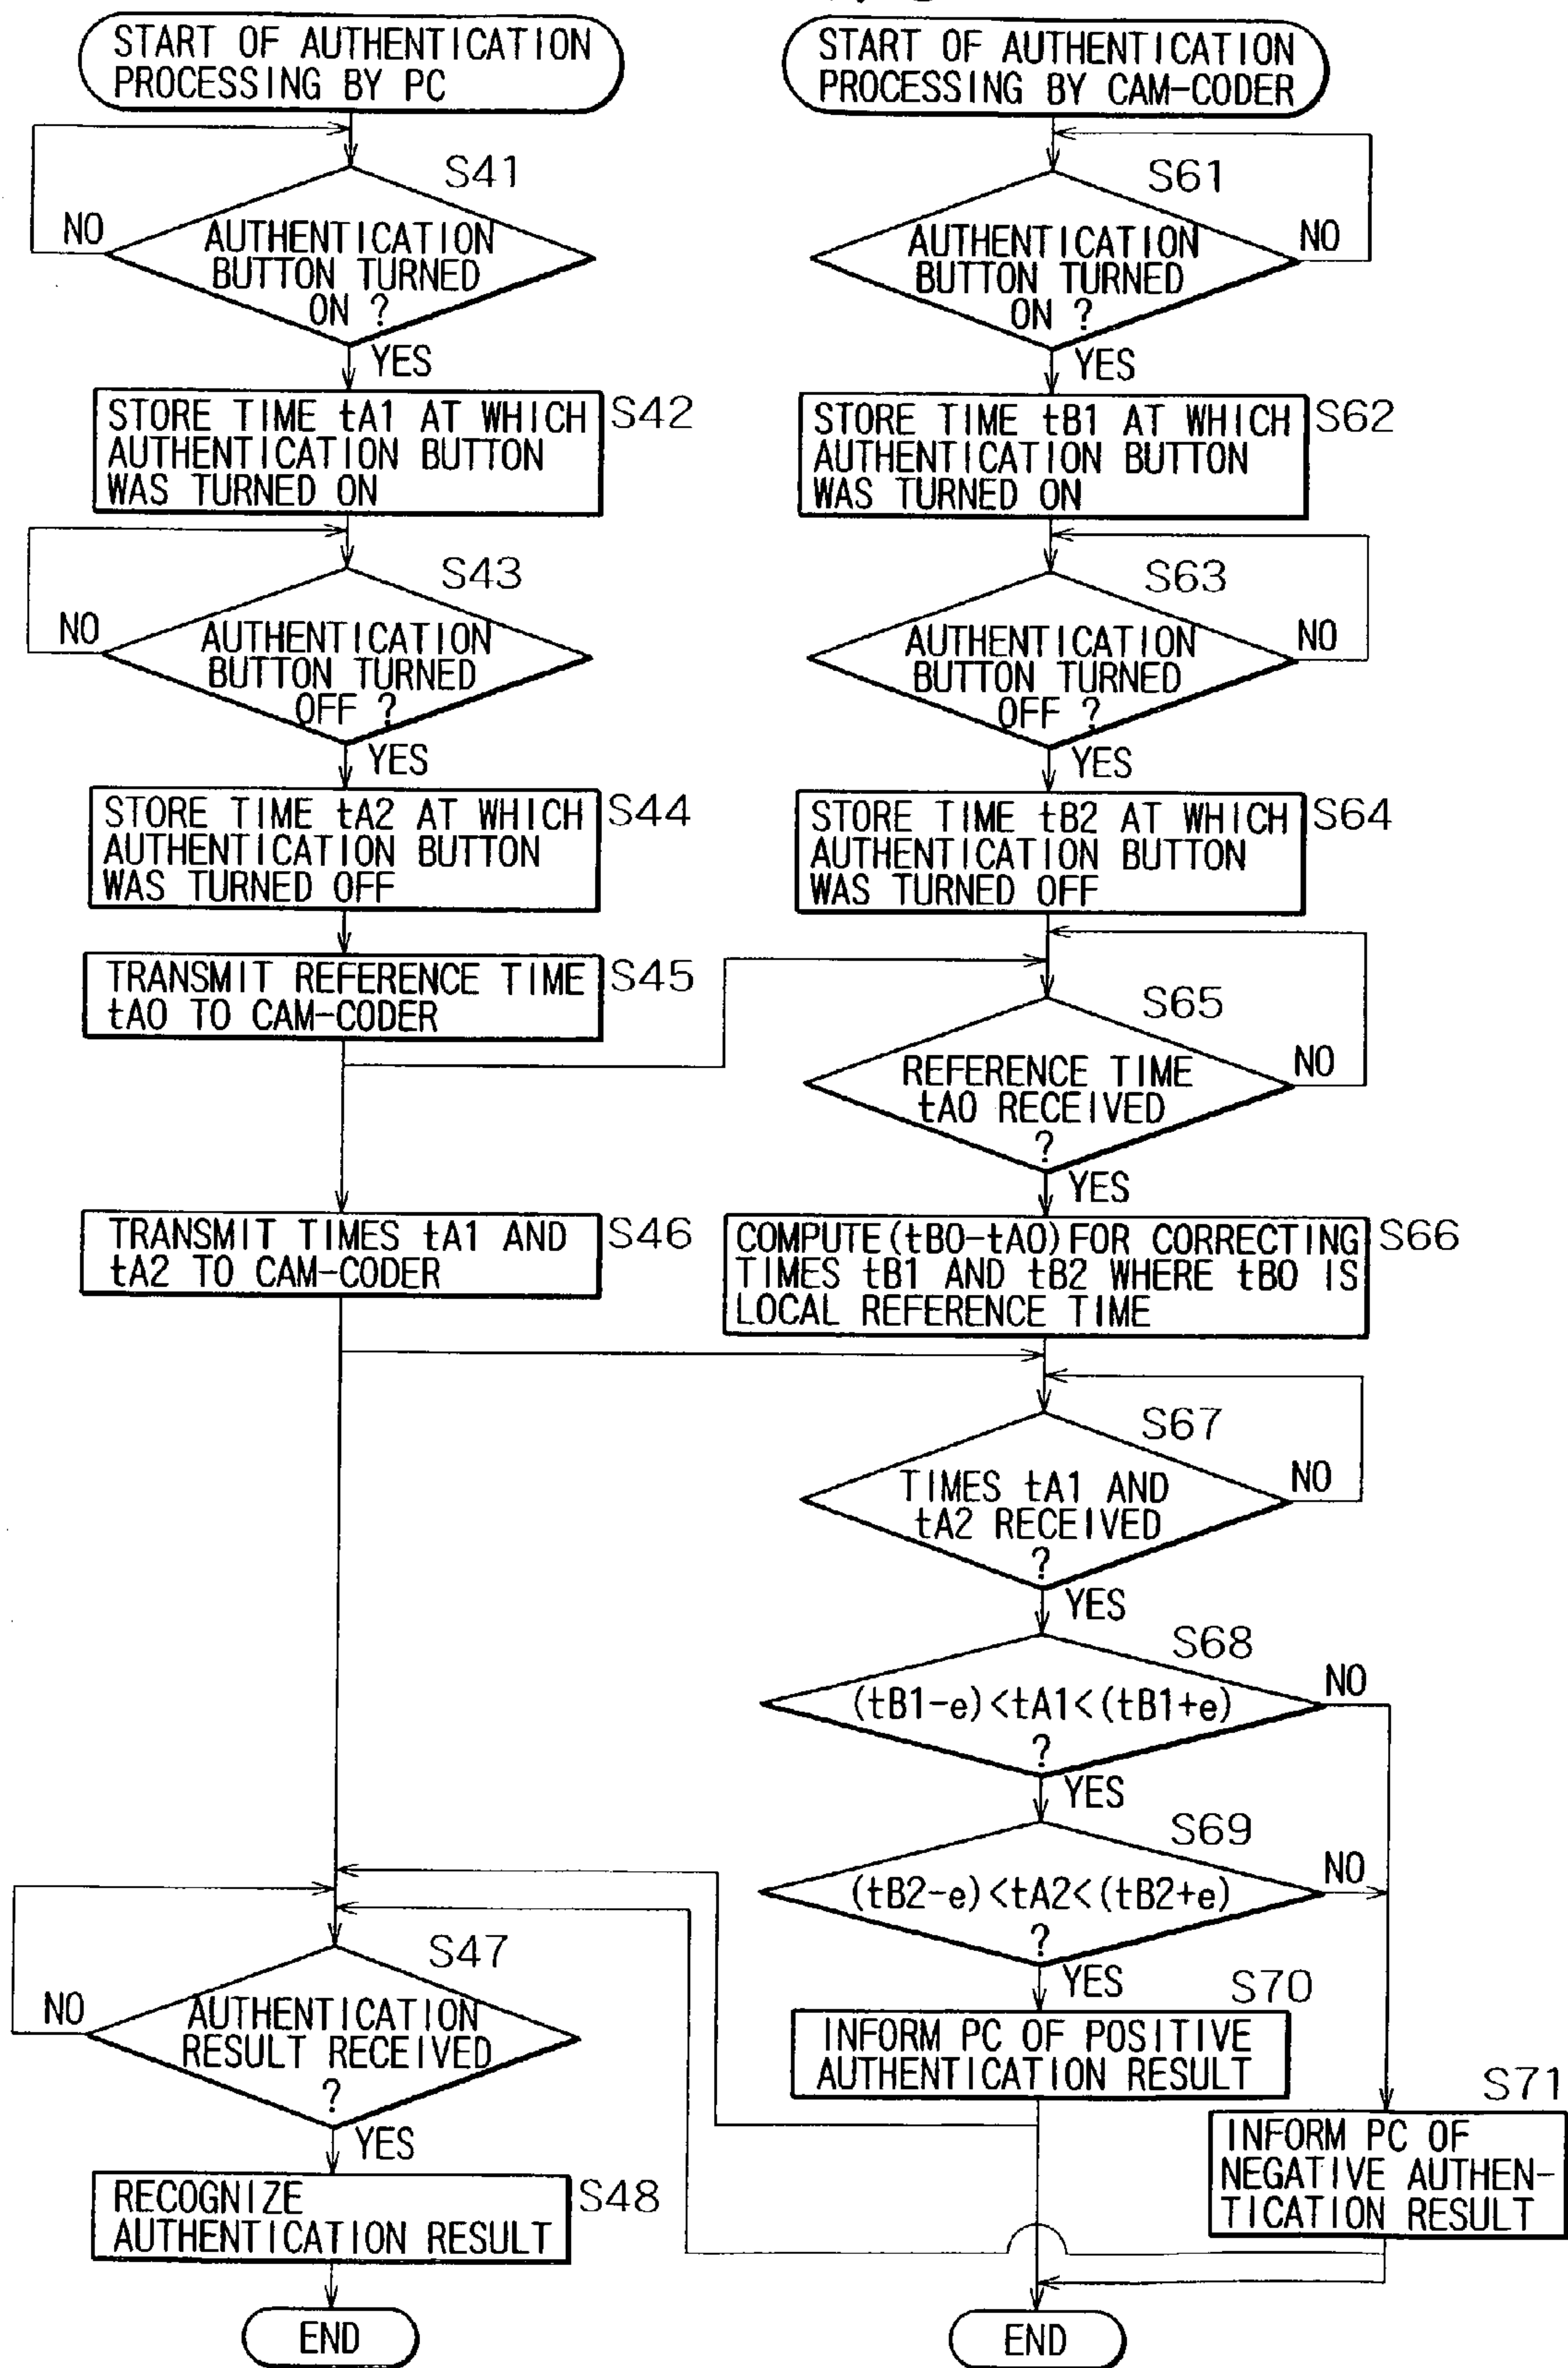 START OF AUTHENTICATION
PROCESSING BY PC
S41
NO
AUTHENTICATION
BUTTON TURNED
ON ?
YES
STORE TIME tA1 AT WHICH
AUTHENTICATION BUTTON
WAS TURNED ON
S42
S43
NO
AUTHENTICATION
BUTTON TURNED
OFF ?
YES
STORE TIME tA2 AT WHICH
AUTHENTICATION BUTTON
WAS TURNED OFF
S44
TRANSMIT REFERENCE TIME
tA0 TO CAM-CODER
S45
TRANSMIT TIMES tA1 AND
tA2 TO CAM-CODER
S46
S47
NO
AUTHENTICATION
RESULT RECEIVED
?
YES
RECOGNIZE
AUTHENTICATION RESULT
S48
END
START OF AUTHENTICATION
PROCESSING BY CAM-CODER
S61
NO
AUTHENTICATION
BUTTON TURNED
ON ?
YES
STORE TIME tB1 AT WHICH
AUTHENTICATION BUTTON
WAS TURNED ON
S62
S63
NO
AUTHENTICATION
BUTTON TURNED
OFF ?
YES
STORE TIME tB2 AT WHICH
AUTHENTICATION BUTTON
WAS TURNED OFF
S64
S65
NO
REFERENCE TIME
tA0 RECEIVED
?
YES
COMPUTE(tB0-tA0) FOR CORRECTING
TIMES tB1 AND tB2 WHERE tB0 IS
LOCAL REFERENCE TIME
S66
S67
NO
TIMES tA1 AND
tA2 RECEIVED
?
YES
S68
NO
(tB1-e)<tA1<(tB1+e)
?
YES
S69
NO
(tB2-e)<tA2<(tB2+e)
?
YES
S70
INFORM PC OF POSITIVE
AUTHENTICATION RESULT
S71
INFORM PC OF
NEGATIVE AUTHEN-
TICATION RESULT
END